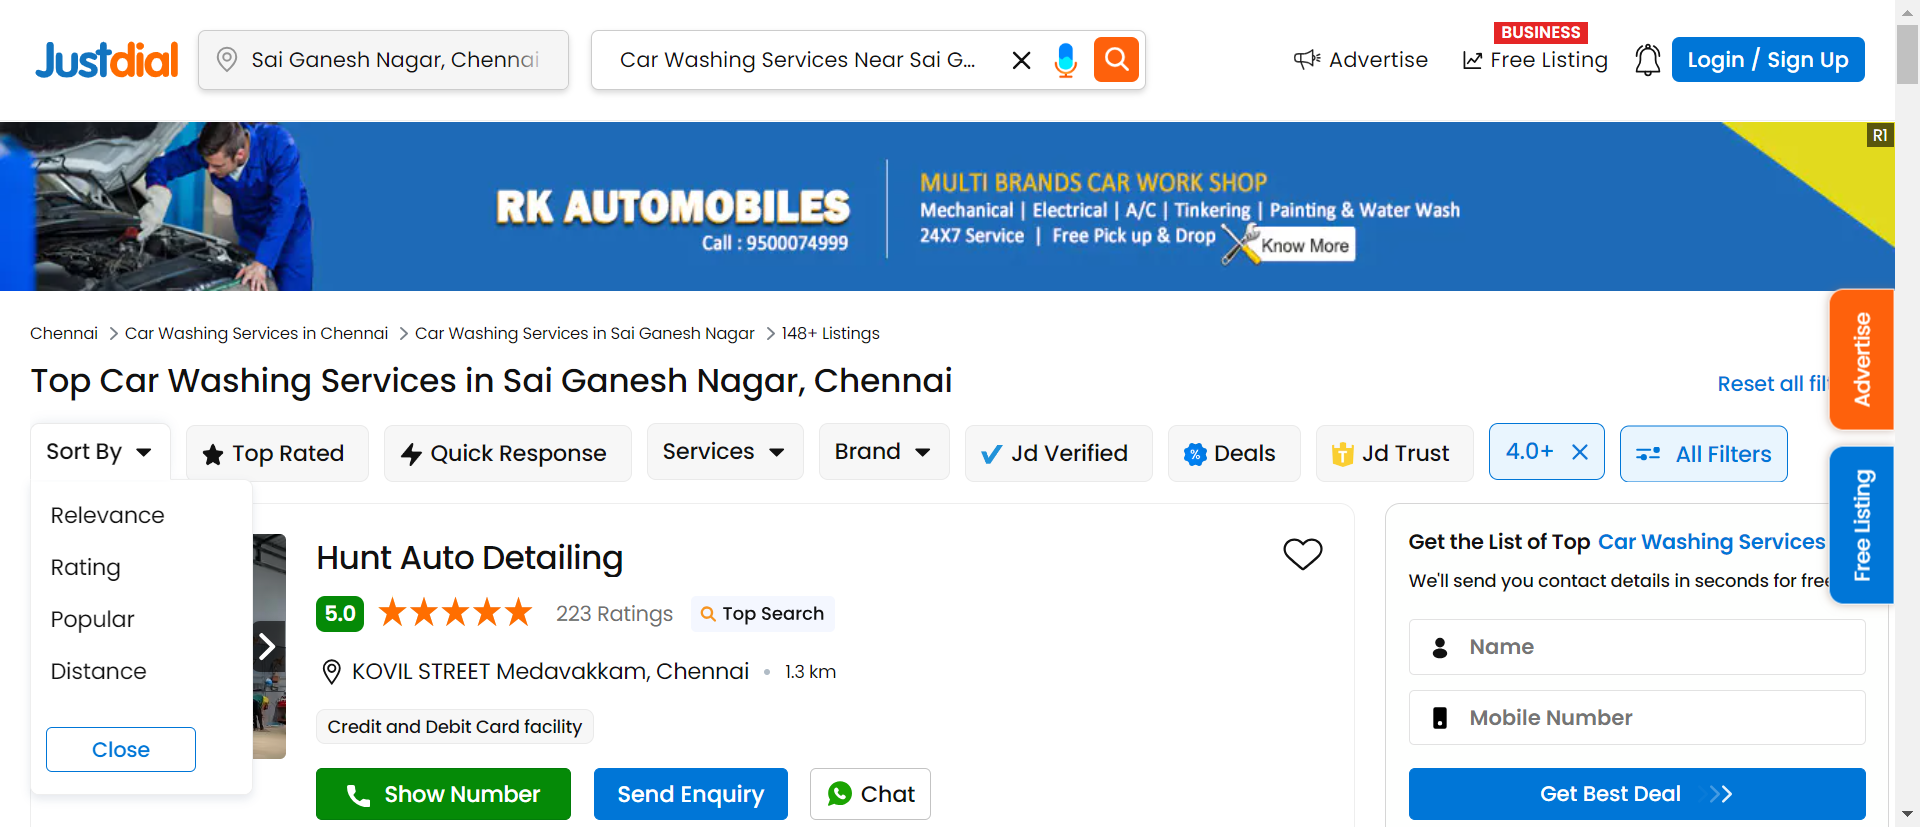 Justdial
Sai Ganesh Nagar, Chennai
Car Washing Services Near Sai G...
Advertise
BUSINESS
Free Listing
Login / Sign Up
R1
RK AUTOMOBILES
Call : 9500074999
MULTI BRANDS CAR WORK SHOP
Mechanical | Electrical | A/C | Tinkering | Painting & Water Wash
24X7 Service | Free Pick up & Drop
Know More
Chennai > Car Washing Services in Chennai > Car Washing Services in Sai Ganesh Nagar > 148+ Listings
Top Car Washing Services in Sai Ganesh Nagar, Chennai
Reset all fil
Advertise
Free Listing
Sort By
Top Rated
Quick Response
Services
Brand
Jd Verified
Deals
Jd Trust
4.0+
All Filters
Relevance
Rating
Popular
Distance
Close
Hunt Auto Detailing
5.0
223 Ratings
Top Search
KOVIL STREET Medavakkam, Chennai • 1.3 km
Credit and Debit Card facility
Show Number
Send Enquiry
Chat
Get the List of Top Car Washing Services
We'll send you contact details in seconds for fre
Name
Mobile Number
Get Best Deal